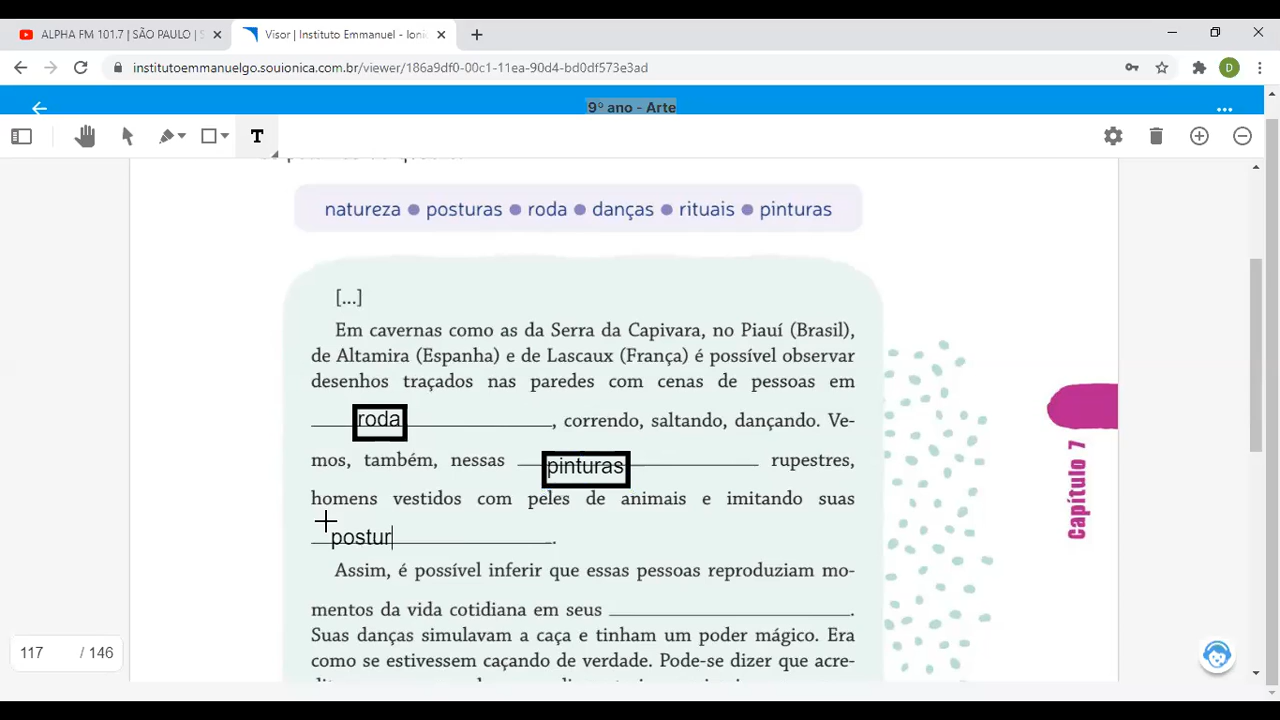 ALPHA FM 101.7 | SÃO PAULO |
Visor | Instituto Emmanuel - Ioni
institutoemmanuelgo.souionica.com.br/viewer/186a9df0-00c1-11ea-90d4-bd0df573e3ad
D
9º ano - Arte
T
natureza ● posturas ● roda ● danças ● rituais ● pinturas
[...]
Em cavernas como as da Serra da Capivara, no Piauí (Brasil),
de Altamira (Espanha) e de Lascaux (França) é possível observar
desenhos traçados nas paredes com cenas de pessoas em
roda, correndo, saltando, dançando. Ve-
mos, também, nessas pinturas rupestres,
homens vestidos com peles de animais e imitando suas
postur.
Assim, é possível inferir que essas pessoas reproduziam mo-
mentos da vida cotidiana em seus ____________.
Suas danças simulavam a caça e tinham um poder mágico. Era
como se estivessem caçando de verdade. Pode-se dizer que acre-
Capítulo 7
117 / 146